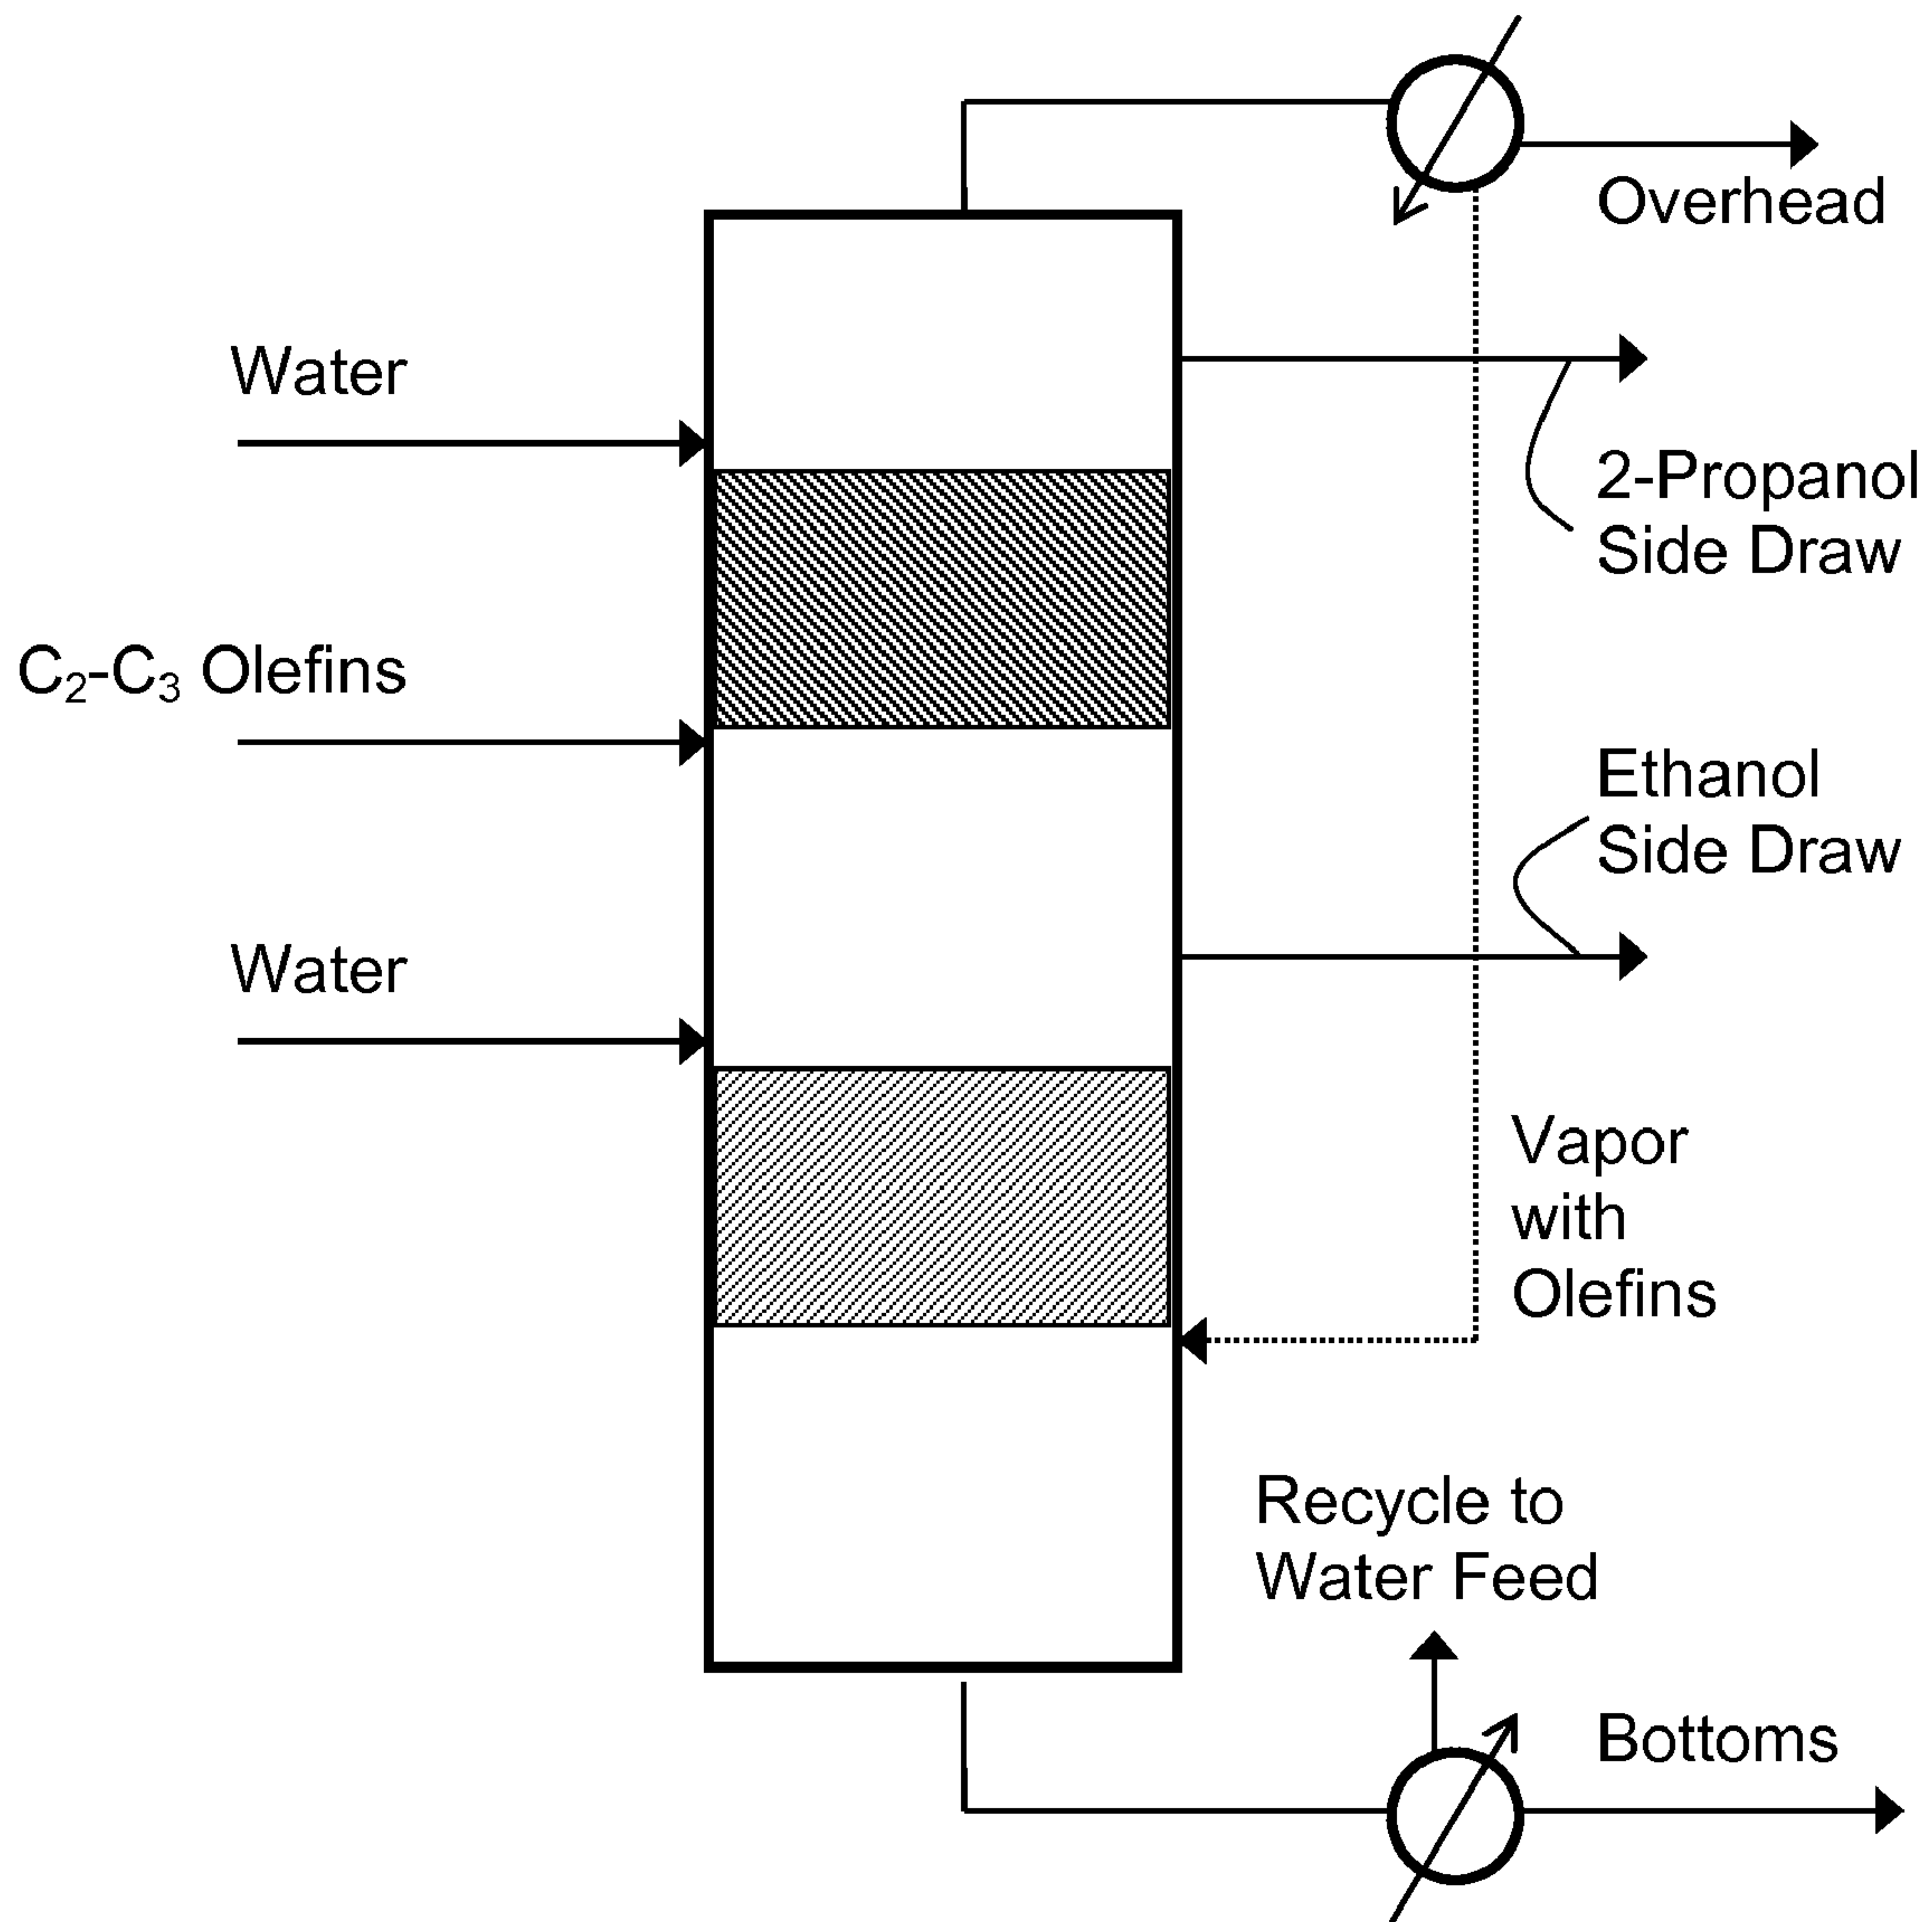 Overhead
Water
2-Propanol
Side Draw
C₂-C₃ Olefins
Ethanol
Side Draw
Water
Vapor
with
Olefins
Recycle to
Water Feed
Bottoms